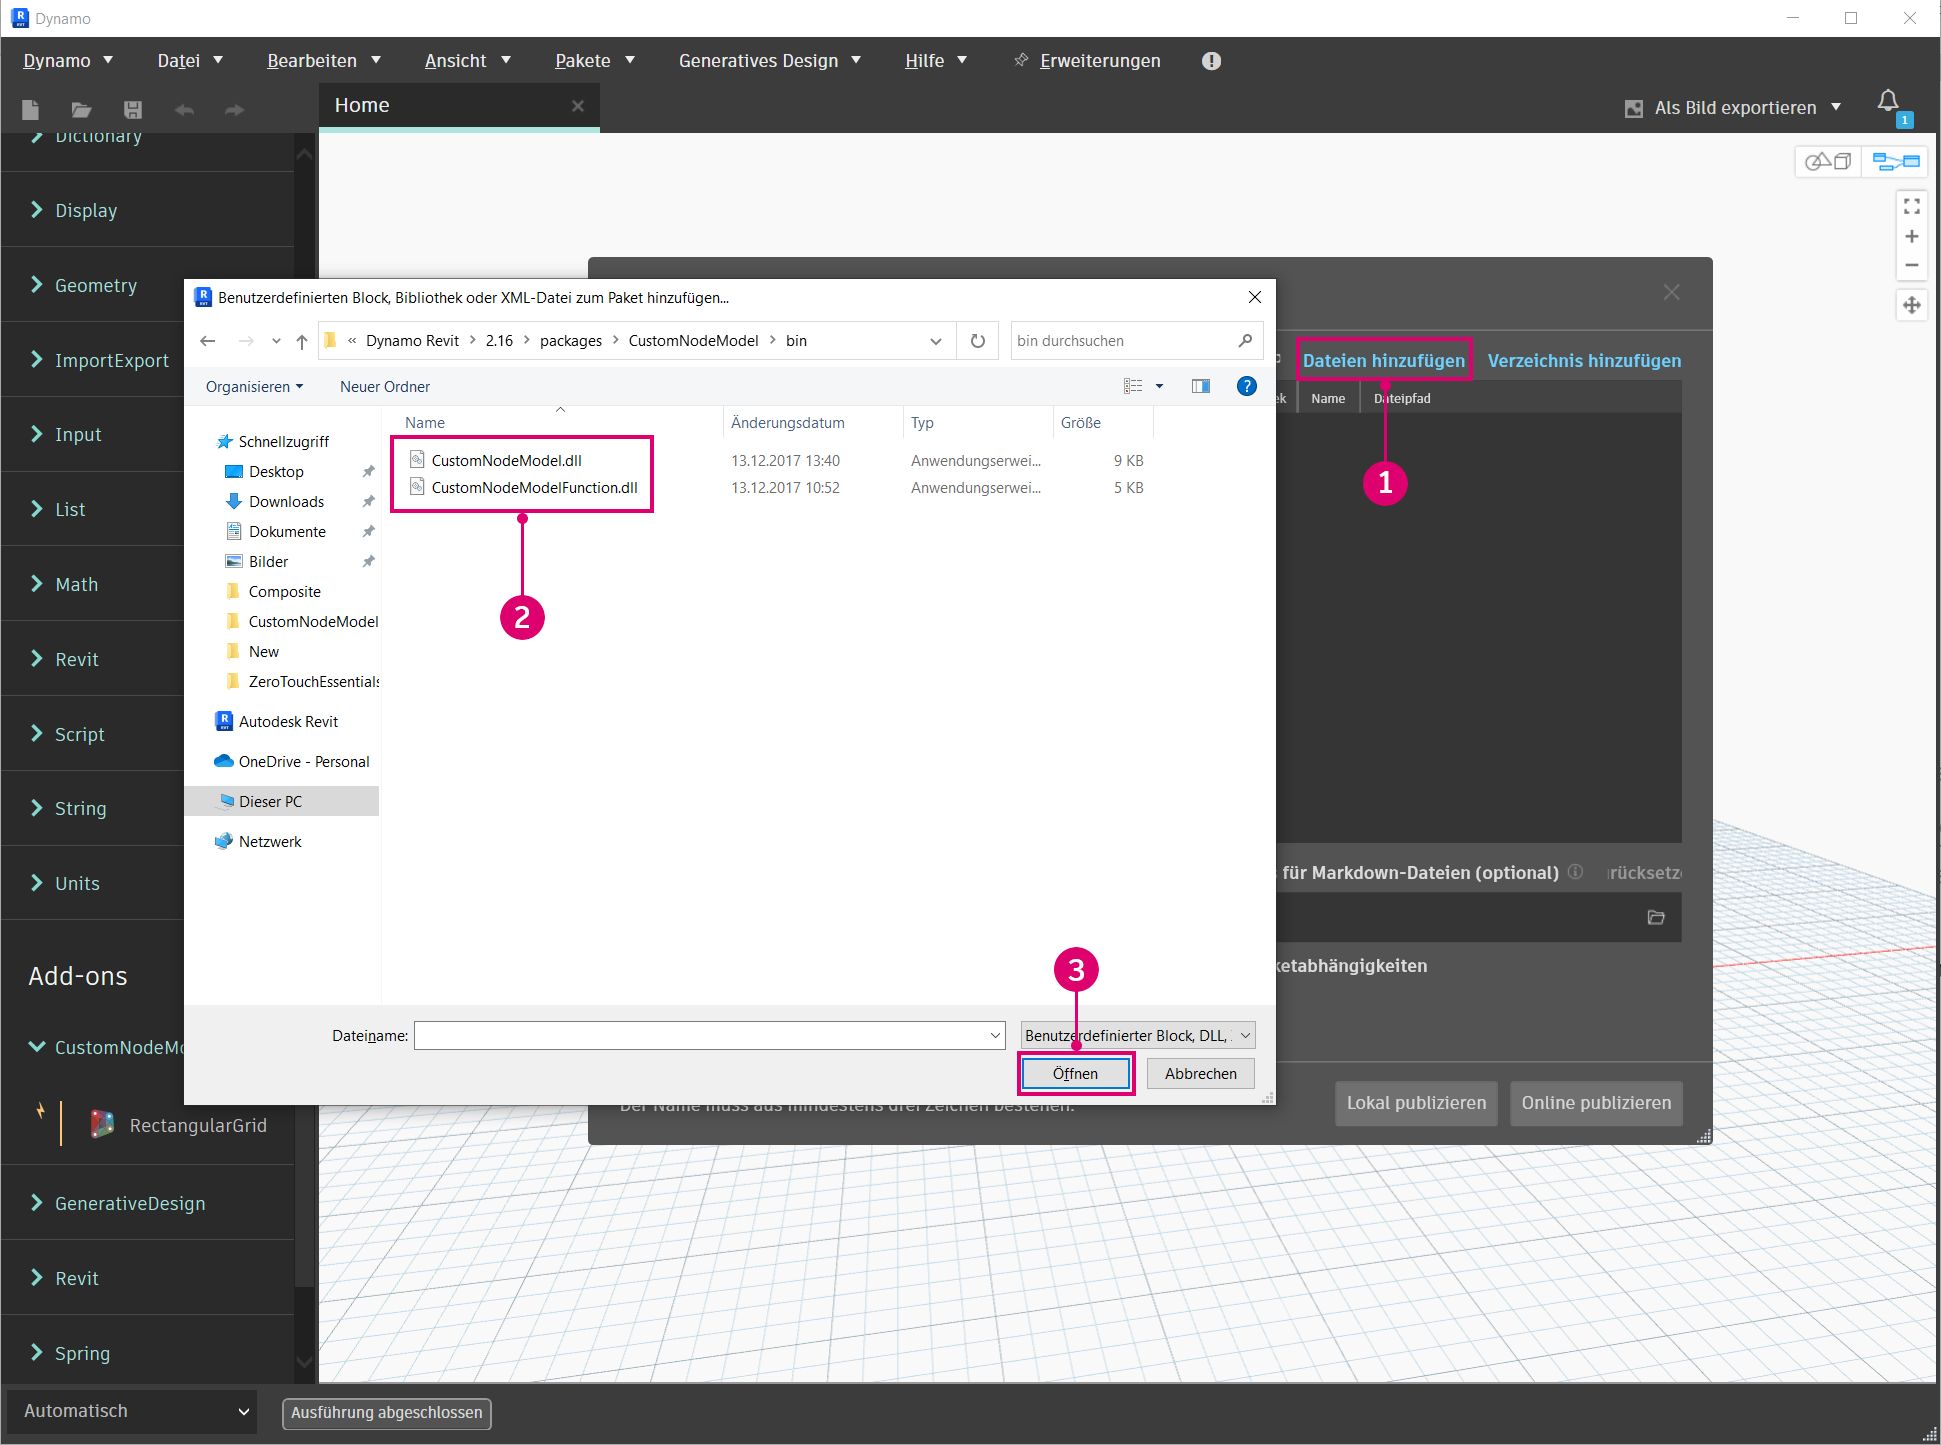 Dynamo
Dynamo Datei Bearbeiten Ansicht Pakete Generatives Design Hilfe Erweiterungen
Home
Als Bild exportieren
1
Dictionary
Display
Geometry
ImportExport
Input
List
Math
Revit
Script
String
Units
Add-ons
CustomNodeMo
RectangularGrid
GenerativeDesign
Revit
Spring
Automatisch
Ausführung abgeschlossen
Benutzerdefinierten Block, Bibliothek oder XML-Datei zum Paket hinzufügen...
« Dynamo Revit > 2.16 > packages > CustomNodeModel > bin
bin durchsuchen
Organisieren Neuer Ordner
Schnellzugriff
Desktop
Downloads
Dokumente
Bilder
Composite
CustomNodeModel
New
ZeroTouchEssentials
Autodesk Revit
OneDrive - Personal
Dieser PC
Netzwerk
Name Änderungsdatum Typ Größe
CustomNodeModel.dll 13.12.2017 13:40 Anwendungserwei... 9 KB
CustomNodeModelFunction.dll 13.12.2017 10:52 Anwendungserwei... 5 KB
2
3
Dateiname:
Benutzerdefinierter Block, DLL,
Öffnen Abbrechen
Dateien hinzufügen Verzeichnis hinzufügen
ek Name Dateipfad
1
für Markdown-Dateien (optional) rücksetz
ketabhängigkeiten
Der Name muss aus mindestens drei Zeichen bestehen.
Lokal publizieren Online publizieren